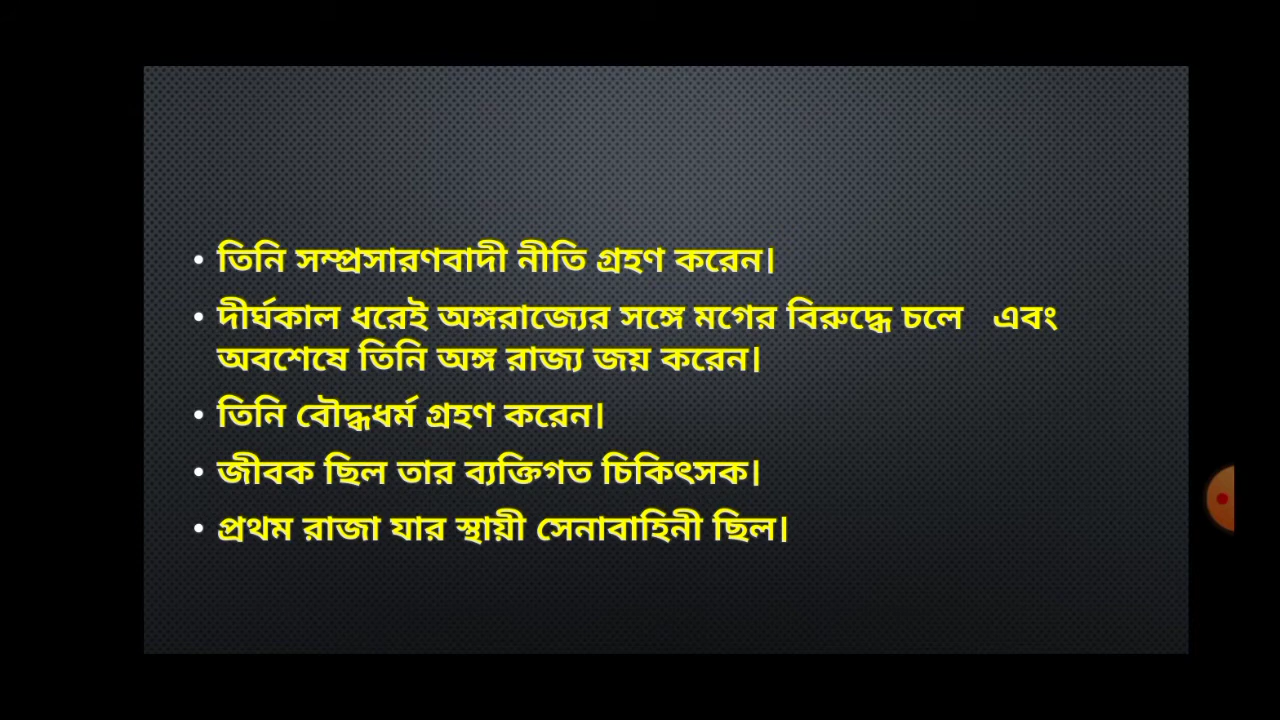 • তিনি সম্প্রসারণবাদী নীতি গ্রহণ করেন।
• দীর্ঘকাল ধরেই অঙ্গরাজ্যের সঙ্গে মগের বিরুদ্ধে চলে এবং
অবশেষে তিনি অঙ্গ রাজ্য জয় করেন।
• তিনি বৌদ্ধধর্ম গ্রহণ করেন।
• জীবক ছিল তার ব্যক্তিগত চিকিৎসক।
• প্রথম রাজা যার স্থায়ী সেনাবাহিনী ছিল।